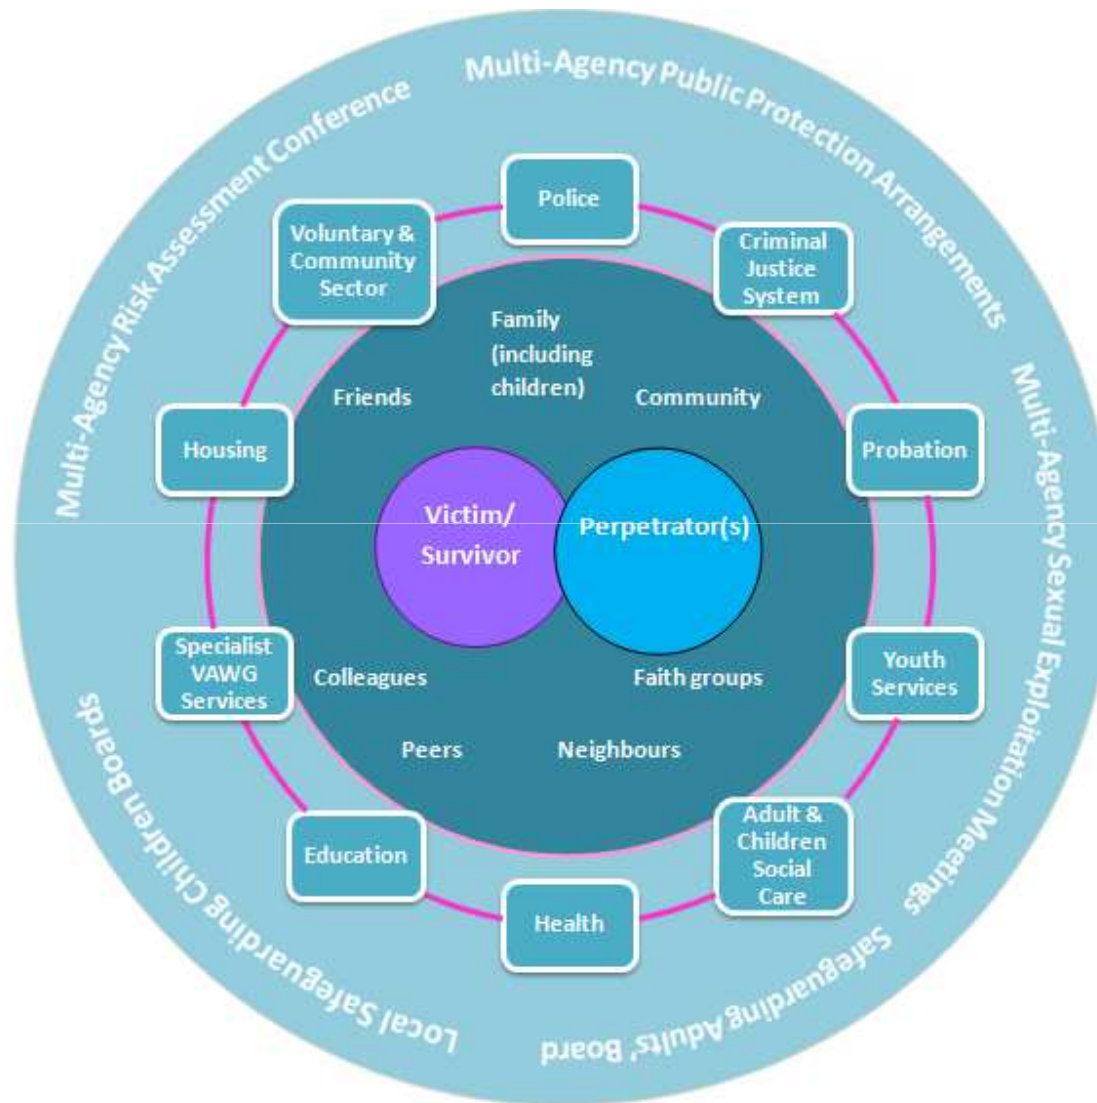 Multi-Agency Risk Assessment Conference
Multi-Agency Public Protection Arrangements
Multi-Agency Sexual Exploitation Meetings
Safeguarding Adults' Board
Local Safeguarding Children Boards
Police
Criminal
Justice
System
Probation
Youth
Services
Adult &
Children
Social
Care
Health
Education
Specialist
VAWG
Services
Housing
Voluntary &
Community
Sector
Family
(including
children)
Friends
Community
Victim/
Survivor
Perpetrator(s)
Colleagues
Faith groups
Peers
Neighbours